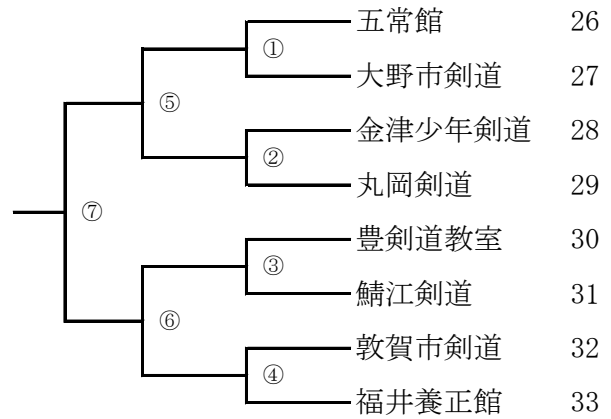 五常館 26
①
大野市剣道 27
⑤
金津少年剣道 28
②
丸岡剣道 29
⑦
豊剣道教室 30
③
鯖江剣道 31
⑥
敦賀市剣道 32
④
福井養正館 33